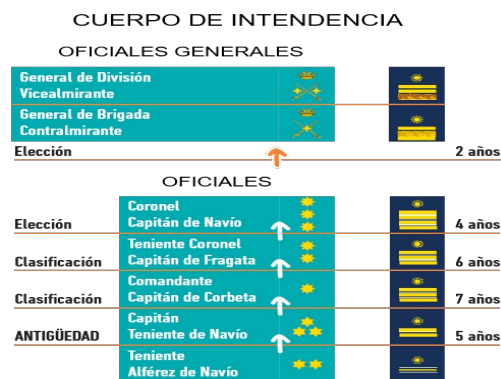 CUERPO DE INTENDENCIA
OFICIALES GENERALES
General de División
Vicealmirante
General de Brigada
Contralmirante
Elección 2 años
OFICIALES
Coronel
Capitán de Navío
Elección 4 años
Teniente Coronel
Capitán de Fragata
Clasificación 6 años
Comandante
Capitán de Corbeta
Clasificación 7 años
Capitán
Teniente de Navío
ANTIGÜEDAD 5 años
Teniente
Alférez de Navío